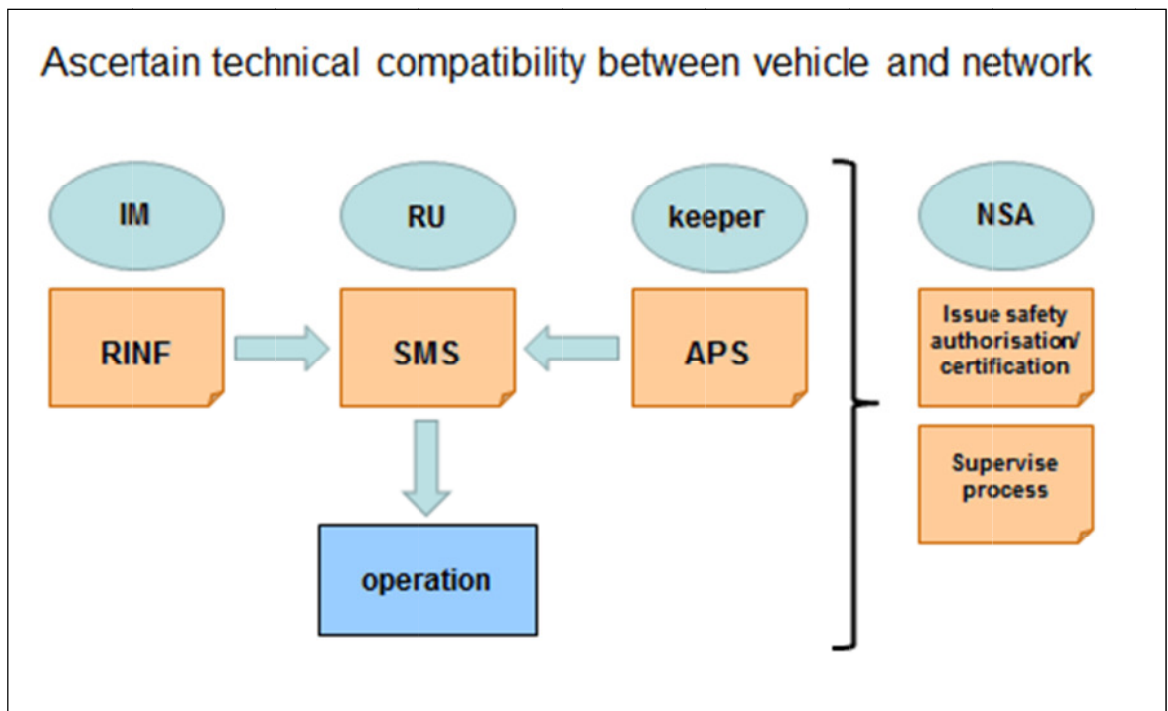 Ascertain technical compatibility between vehicle and network
IM
RU
keeper
NSA
RINF
SMS
APS
Issue safety
authorisation/
certification
Supervise
process
operation